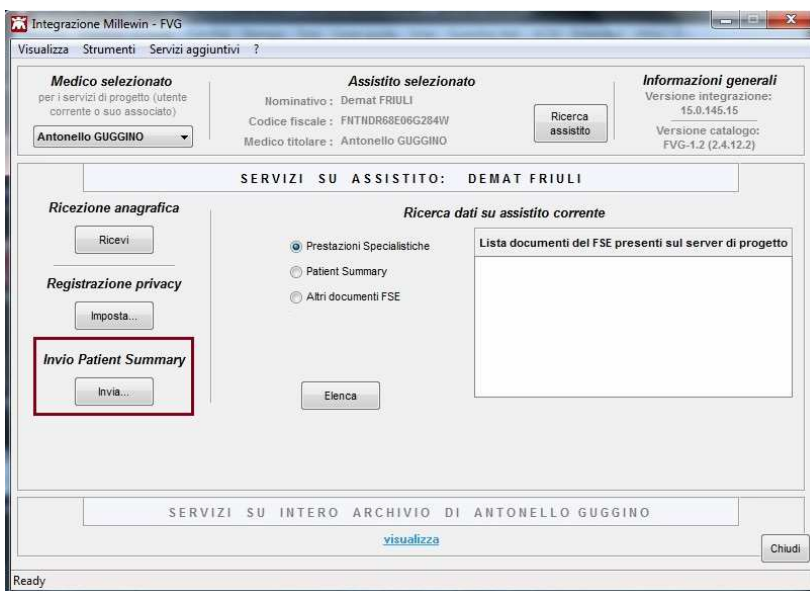 Integrazione Millewin - FVG
Visualizza Strumenti Servizi aggiuntivi ?
Medico selezionato
per i servizi di progetto (utente
corrente o suo associato)
Antonello GUGGINO
Assistito selezionato
Nominativo : Demat FRIULI
Codice fiscale : FNTNDR68E06G284W
Medico titolare : Antonello GUGGINO
Ricerca
assistito
Informazioni generali
Versione integrazione:
15.0.145.15
Versione catalogo:
FVG-1.2 (2.4.12.2)
SERVIZI SU ASSISTITO: DEMAT FRIULI
Ricezione anagrafica
Ricevi
Registrazione privacy
Imposta...
Invio Patient Summary
Invia...
Ricerca dati su assistito corrente
Prestazioni Specialistiche
Patient Summary
Altri documenti FSE
Elenca
Lista documenti del FSE presenti sul server di progetto
SERVIZI SU INTERO ARCHIVIO DI ANTONELLO GUGGINO
visualizza
Chiudi
Ready